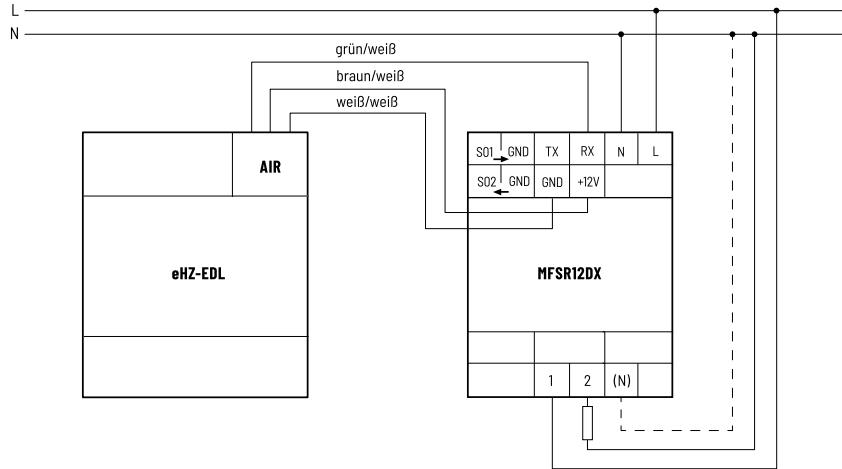 L
N
grün/weiß
braun/weiß
weiß/weiß
AIR
S01 GND TX RX N L
S02 GND GND +12V
eHZ-EDL
MFSR12DX
1 2 (N)